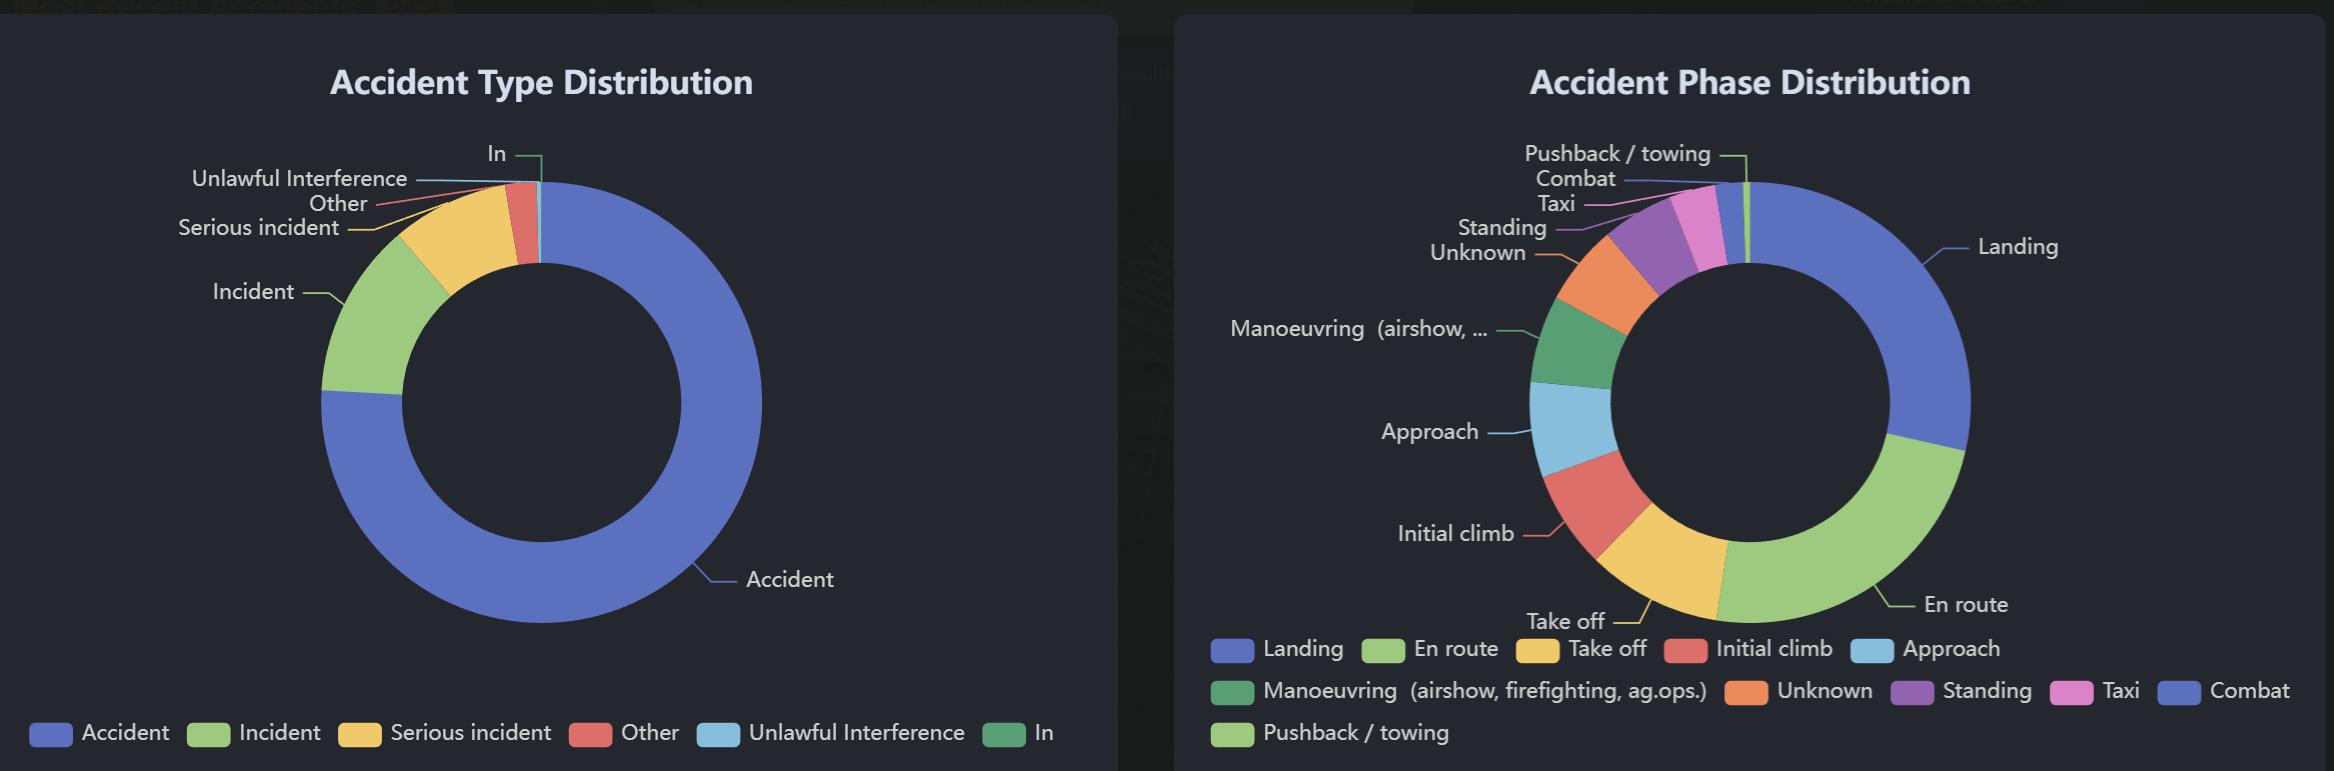 Most Recent Accidents
Accident Type Distribution
In
Unlawful Interference
Other
Serious incident
Incident
Accident
Accident Incident Serious incident Other Unlawful Interference In
Accident Phase Distribution
Pushback / towing
Combat
Taxi
Standing
Unknown
Manoeuvring (airshow, ...
Approach
Initial climb
Take off
Landing
En route
Landing En route Take off Initial climb Approach
Manoeuvring (airshow, firefighting, ag.ops.) Unknown Standing Taxi Combat
Pushback / towing